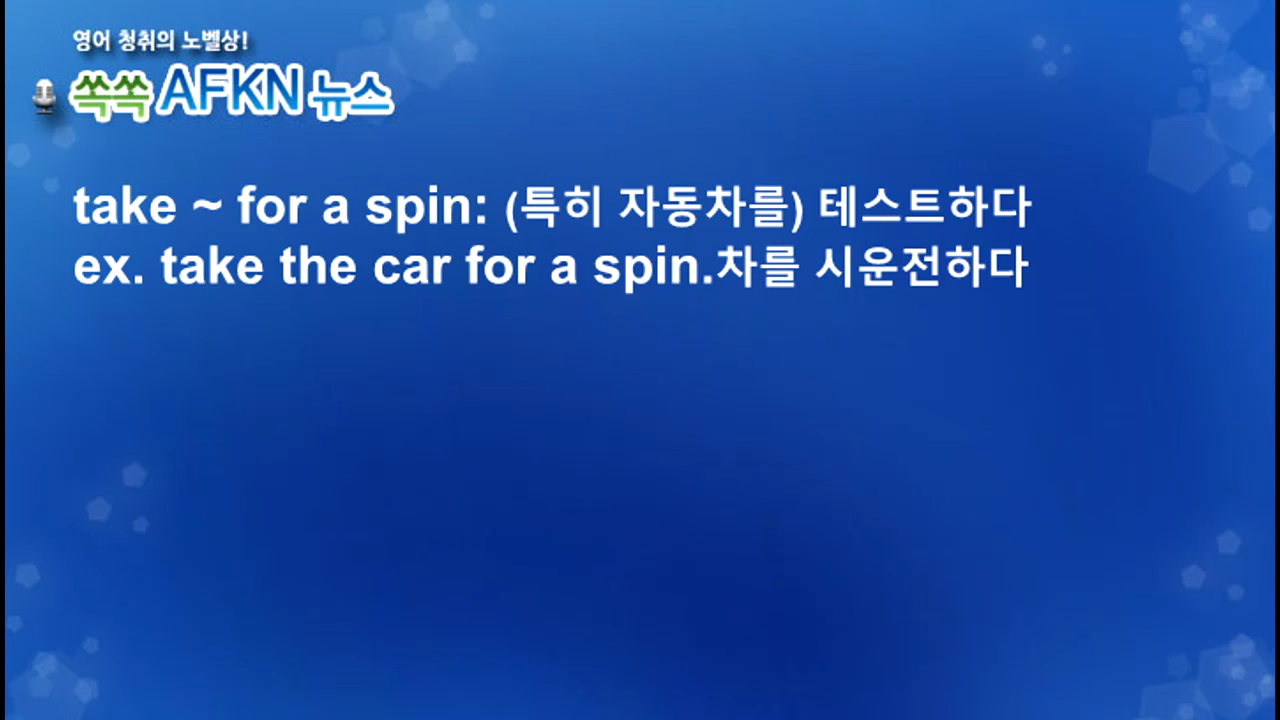 영어 청취의 노벨상!
쏙쏙 AFKN 뉴스
take ~ for a spin: (특히 자동차를) 테스트하다
ex. take the car for a spin.차를 시운전하다